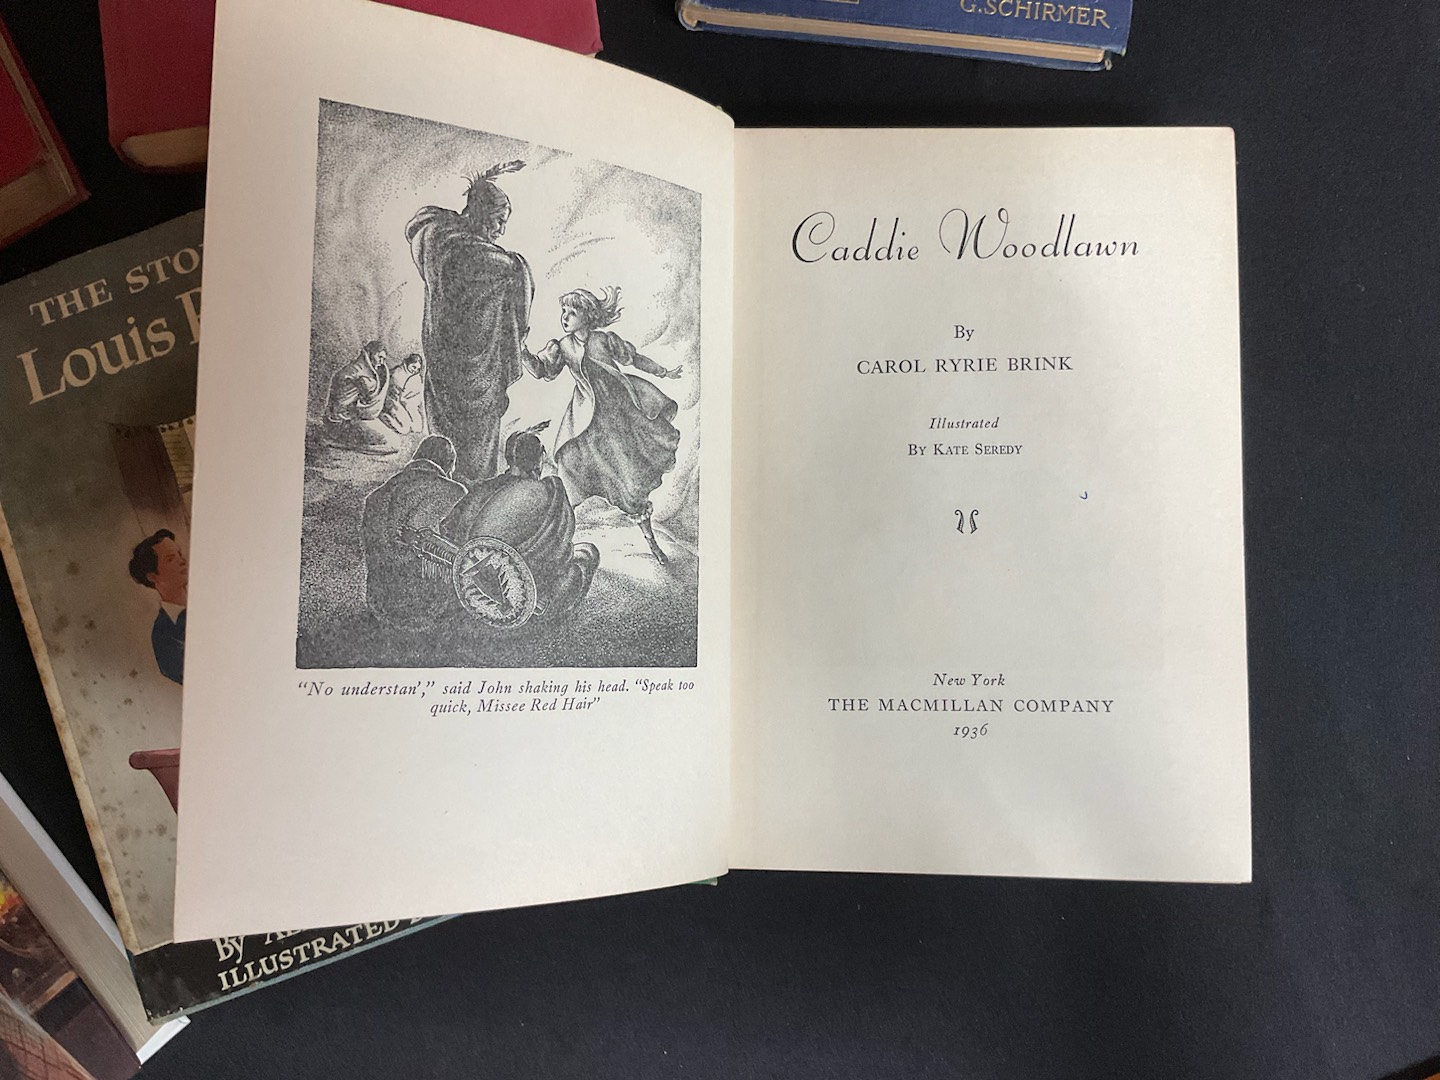 G. SCHIRMER
THE STO
Louis
"No understan'," said John shaking his head. "Speak too
quick, Missee Red Hair"
Caddie Woodlawn
By
CAROL RYRIE BRINK
Illustrated
BY KATE SEREDY
New York
THE MACMILLAN COMPANY
1936
By
ILLUSTRATED